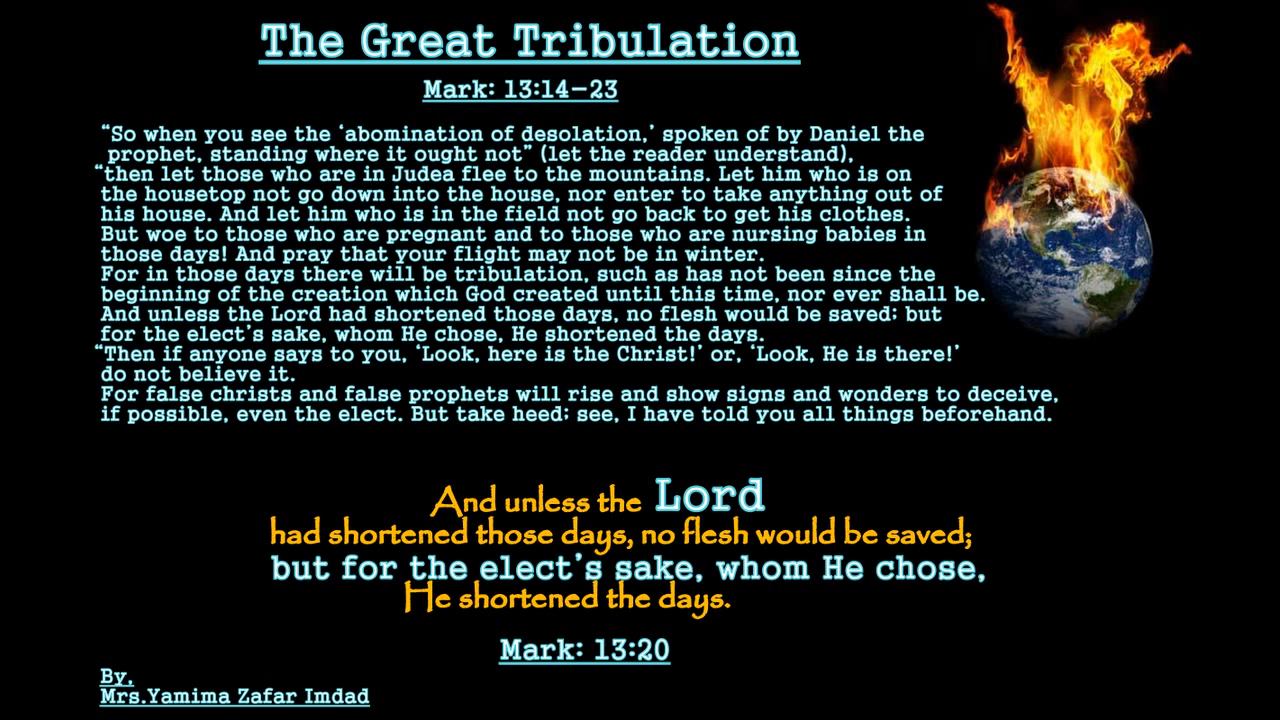 The Great Tribulation
Mark: 13:14-23
“So when you see the ‘abomination of desolation,’ spoken of by Daniel the
prophet, standing where it ought not” (let the reader understand),
“then let those who are in Judea flee to the mountains. Let him who is on
the housetop not go down into the house, nor enter to take anything out of
his house. And let him who is in the field not go back to get his clothes.
But woe to those who are pregnant and to those who are nursing babies in
those days! And pray that your flight may not be in winter.
For in those days there will be tribulation, such as has not been since the
beginning of the creation which God created until this time, nor ever shall be.
And unless the Lord had shortened those days, no flesh would be saved; but
for the elect’s sake, whom He chose, He shortened the days.
“Then if anyone says to you, ‘Look, here is the Christ!’ or, ‘Look, He is there!’
do not believe it.
For false christs and false prophets will rise and show signs and wonders to deceive,
if possible, even the elect. But take heed; see, I have told you all things beforehand.
And unless the Lord
had shortened those days, no flesh would be saved;
but for the elect’s sake, whom He chose,
He shortened the days.
Mark: 13:20
By,
Mrs.Yamima Zafar Imdad